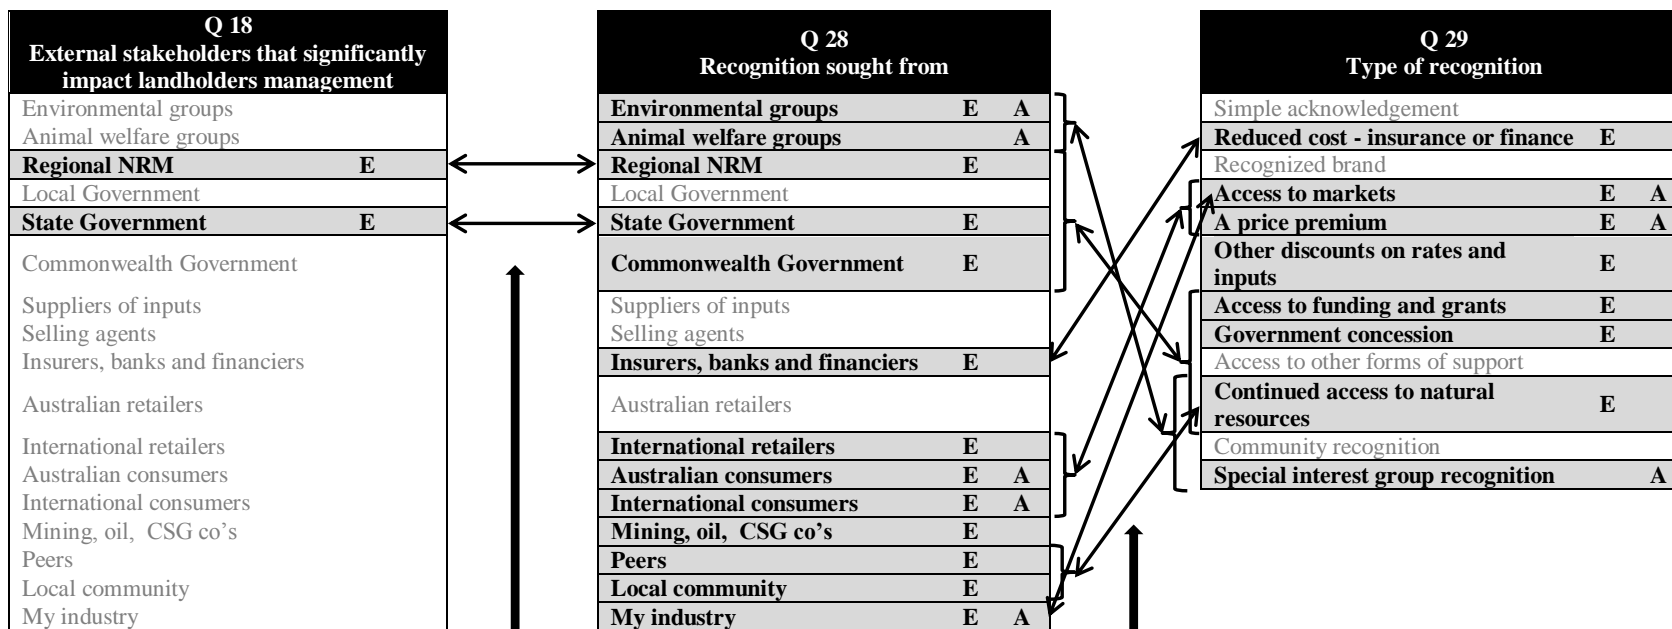 Q 18
External stakeholders that significantly
impact landholders management
Environmental groups
Animal welfare groups
Regional NRM E
Local Government
State Government E
Commonwealth Government
Suppliers of inputs
Selling agents
Insurers, banks and financiers
Australian retailers
International retailers
Australian consumers
International consumers
Mining, oil, CSG co’s
Peers
Local community
My industry
Q 28
Recognition sought from
Environmental groups E A
Animal welfare groups A
Regional NRM E
Local Government
State Government E
Commonwealth Government E
Suppliers of inputs
Selling agents
Insurers, banks and financiers E
Australian retailers
International retailers E
Australian consumers E A
International consumers E A
Mining, oil, CSG co’s E
Peers E
Local community E
My industry E A
Q 29
Type of recognition
Simple acknowledgement
Reduced cost - insurance or finance E
Recognized brand
Access to markets E A
A price premium E A
Other discounts on rates and
inputs E
Access to funding and grants E
Government concession E
Access to other forms of support
Continued access to natural
resources E
Community recognition
Special interest group recognition A